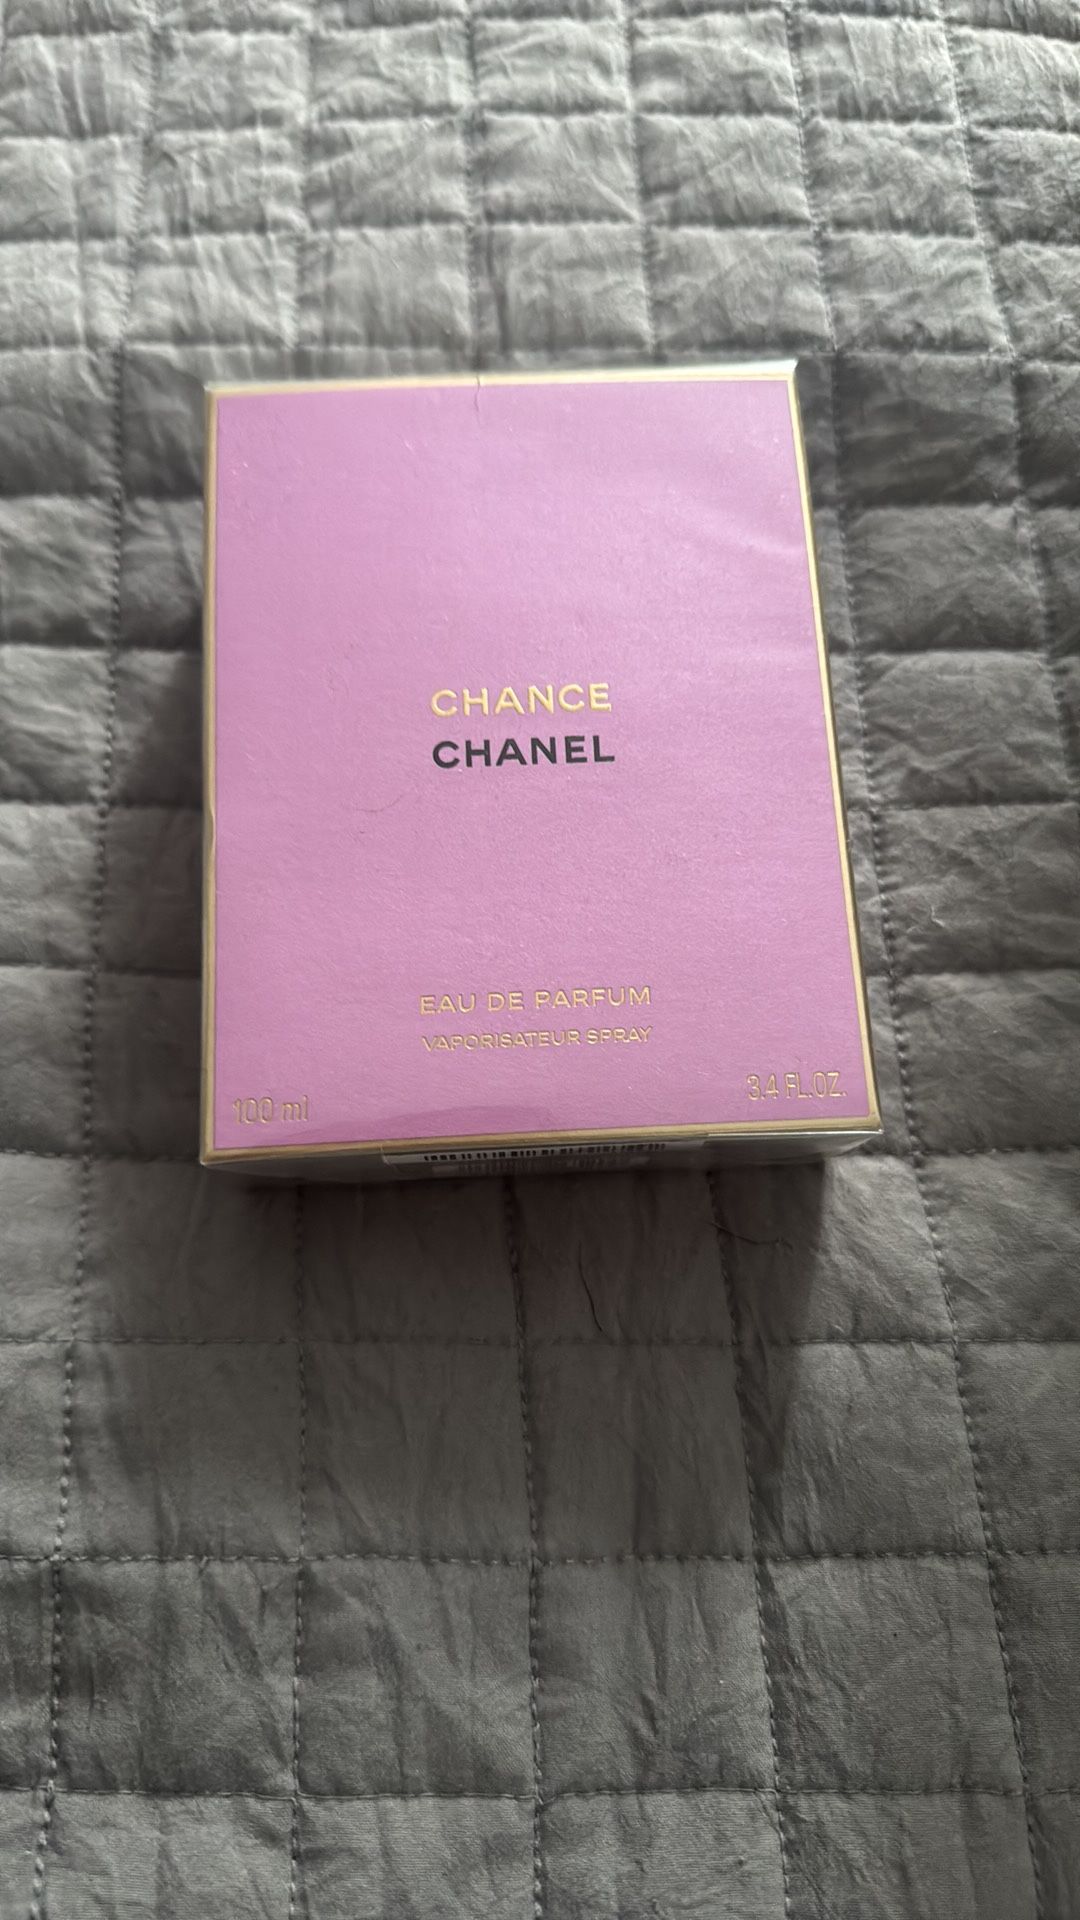 CHANCE
CHANEL
EAU DE PARFUM
VAPORISATEUR SPRAY
100 ml
3.4 FL.OZ.